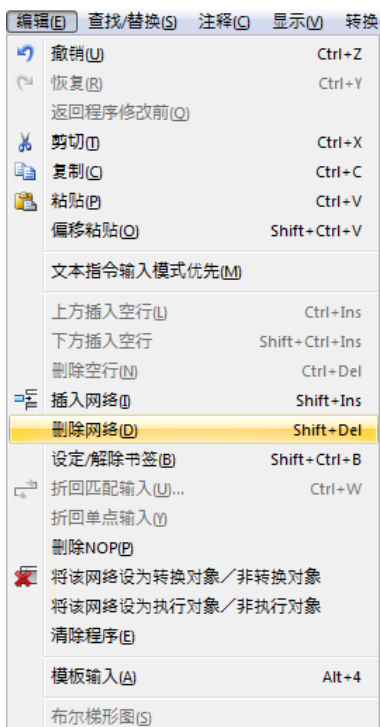 编辑(E) 查找/替换(S) 注释(C) 显示(V) 转换
撤销(U) Ctrl+Z
恢复(R) Ctrl+Y
返回程序修改前(Q)
剪切(T) Ctrl+X
复制(C) Ctrl+C
粘贴(P) Ctrl+V
偏移粘贴(O) Shift+Ctrl+V
文本指令输入模式优先(M)
上方插入空行(L) Ctrl+Ins
下方插入空行 Shift+Ctrl+Ins
删除空行(N) Ctrl+Del
插入网络(I) Shift+Ins
删除网络(D) Shift+Del
设定/解除书签(B) Shift+Ctrl+B
折回匹配输入(U)... Ctrl+W
折回单点输入(Y)
删除NOP(P)
将该网络设为转换对象／非转换对象
将该网络设为执行对象／非执行对象
清除程序(E)
模板输入(A) Alt+4
布尔梯形图(S)